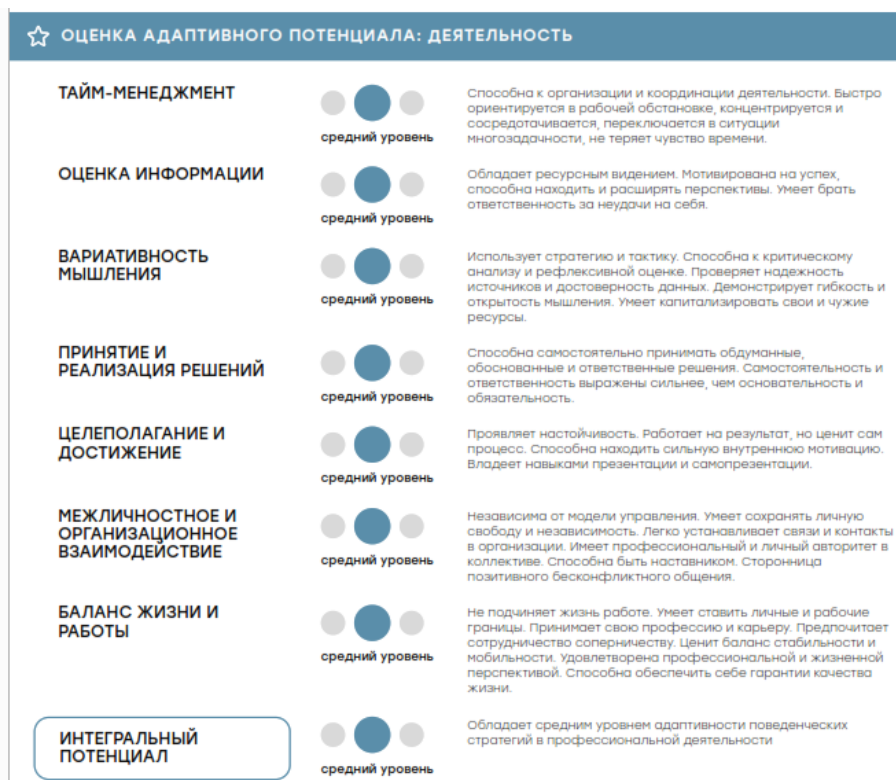 ОЦЕНКА АДАПТИВНОГО ПОТЕНЦИАЛА: ДЕЯТЕЛЬНОСТЬ
ТАЙМ-МЕНЕДЖМЕНТ
средний уровень
Способна к организации и координации деятельности. Быстро
ориентируется в рабочей обстановке, концентрируется и
сосредотачивается, переключается в ситуации
многозадачности, не теряет чувство времени.
ОЦЕНКА ИНФОРМАЦИИ
средний уровень
Обладает ресурсным видением. Мотивирована на успех,
способна находить и расширять перспективы. Умеет брать
ответственность за неудачи на себя.
ВАРИАТИВНОСТЬ
МЫШЛЕНИЯ
средний уровень
Использует стратегию и тактику. Способна к критическому
анализу и рефлексивной оценке. Проверяет надежность
источников и достоверность данных. Демонстрирует гибкость и
открытость мышления. Умеет капитализировать свои и чужие
ресурсы.
ПРИНЯТИЕ И
РЕАЛИЗАЦИЯ РЕШЕНИЙ
средний уровень
Способна самостоятельно принимать обдуманные,
обоснованные и ответственные решения. Самостоятельность и
ответственность выражены сильнее, чем основательность и
обязательность.
ЦЕЛЕПОЛАГАНИЕ И
ДОСТИЖЕНИЕ
средний уровень
Проявляет настойчивость. Работает на результат, но ценит сам
процесс. Способна находить сильную внутреннюю мотивацию.
Владеет навыками презентации и самопрезентации.
МЕЖЛИЧНОСТНОЕ И
ОРГАНИЗАЦИОННОЕ
ВЗАИМОДЕЙСТВИЕ
средний уровень
Независима от модели управления. Умеет сохранять личную
свободу и независимость. Легко устанавливает связи и контакты
в организации. Имеет профессиональный и личный авторитет в
коллективе. Способна быть наставником. Сторонница
позитивного бесконфликтного общения.
БАЛАНС ЖИЗНИ И
РАБОТЫ
средний уровень
Не подчиняет жизнь работе. Умеет ставить личные и рабочие
границы. Принимает свою профессию и карьеру. Предпочитает
сотрудничество соперничеству. Ценит баланс стабильности и
мобильности. Удовлетворена профессиональной и жизненной
перспективой. Способна обеспечить себе гарантии качества
жизни.
ИНТЕГРАЛЬНЫЙ
ПОТЕНЦИАЛ
средний уровень
Обладает средним уровнем адаптивности поведенческих
стратегий в профессиональной деятельности